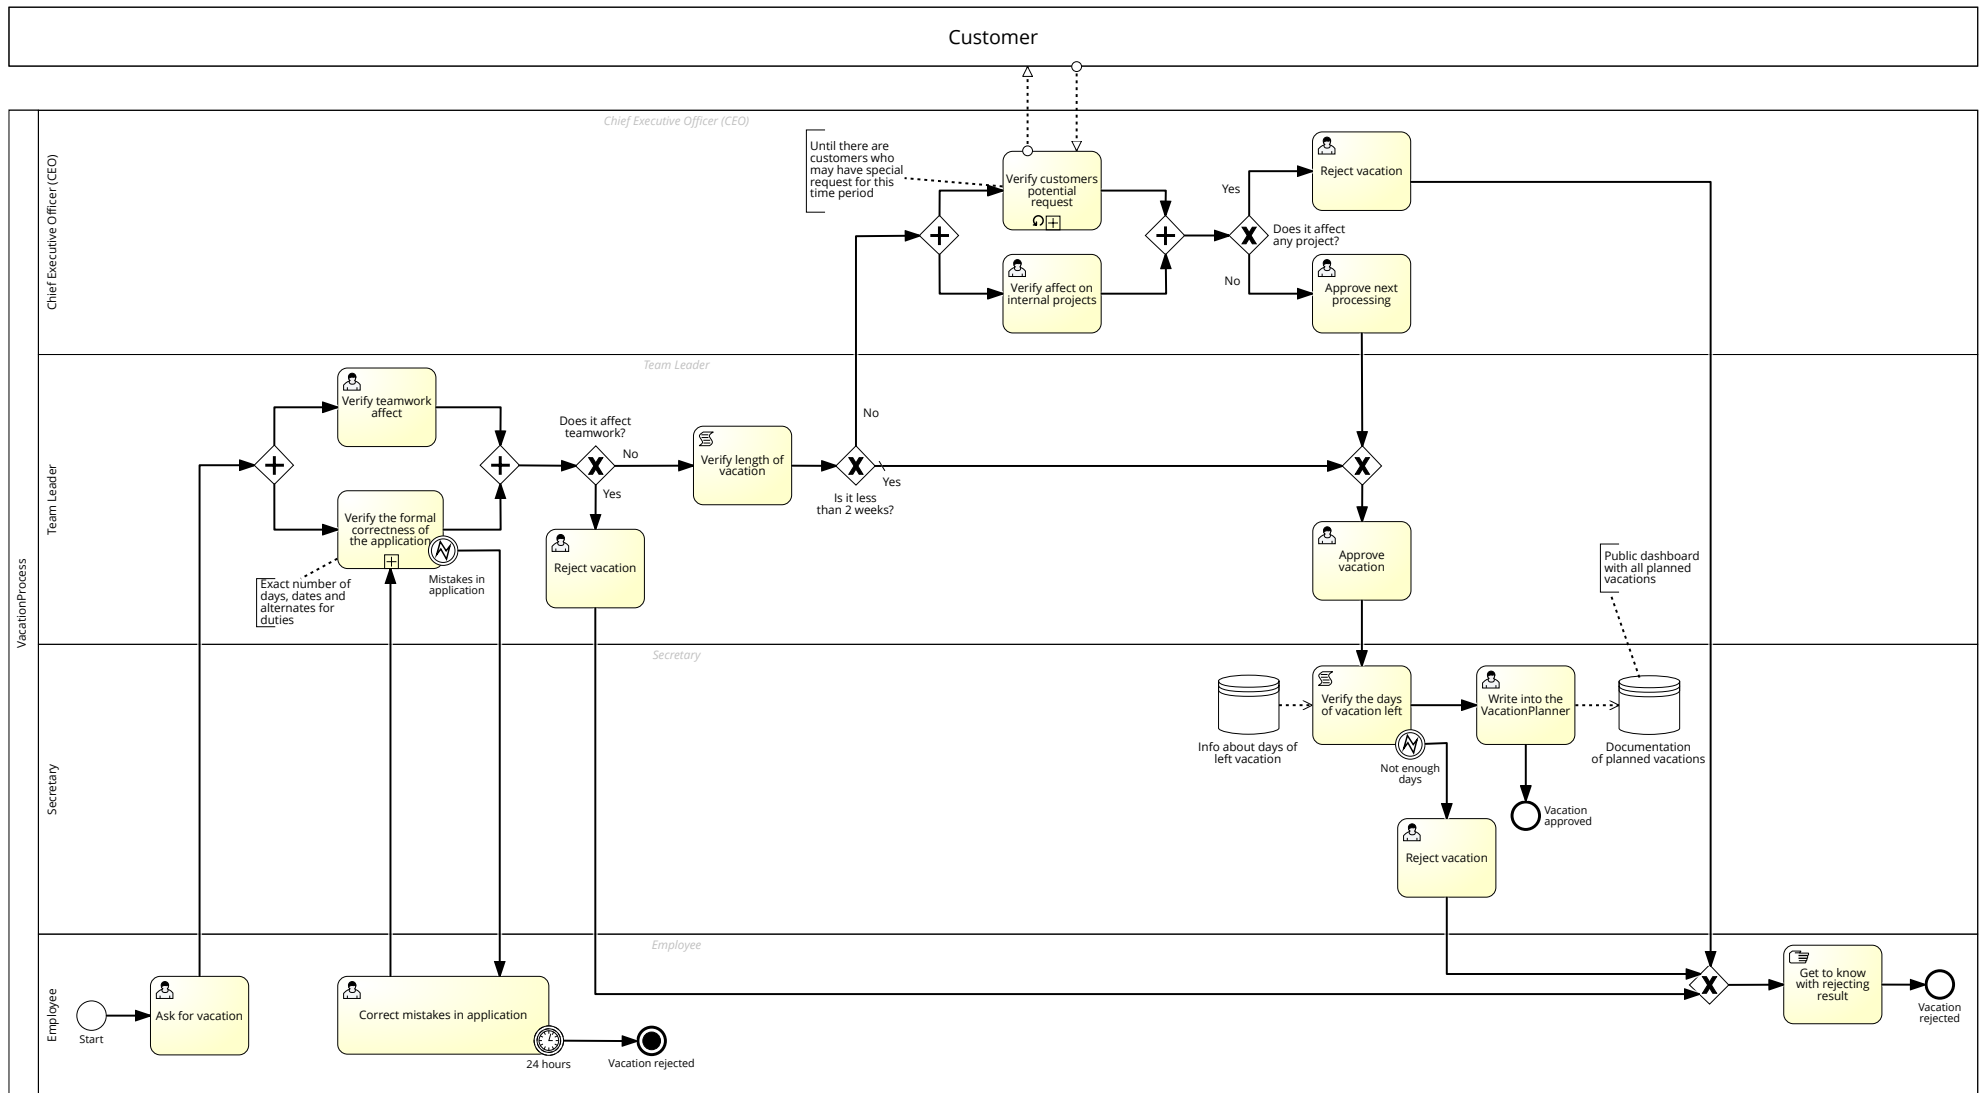 Customer
VacationProcess
Chief Executive Officer (CEO)
Chief Executive Officer (CEO)
Until there are
customers who
may have special
request for this
time period
Verify customers
potential
request
Verify affect on
internal projects
Yes
Does it affect
any project?
No
Reject vacation
Approve next
processing
Team Leader
Team Leader
Verify teamwork
affect
Verify the formal
correctness of
the application
Mistakes in
application
Exact number of
days, dates and
alternates for
duties
Does it affect
teamwork?
No
Yes
Reject vacation
Verify length of
vacation
No
Yes
Is it less
than 2 weeks?
Approve
vacation
Public dashboard
with all planned
vacations
Secretary
Secretary
Info about days of
left vacation
Verify the days
of vacation left
Not enough
days
Write into the
VacationPlanner
Documentation
of planned vacations
Vacation
approved
Reject vacation
Employee
Employee
Start
Ask for vacation
Correct mistakes in application
24 hours
Vacation rejected
Get to know
with rejecting
result
Vacation
rejected